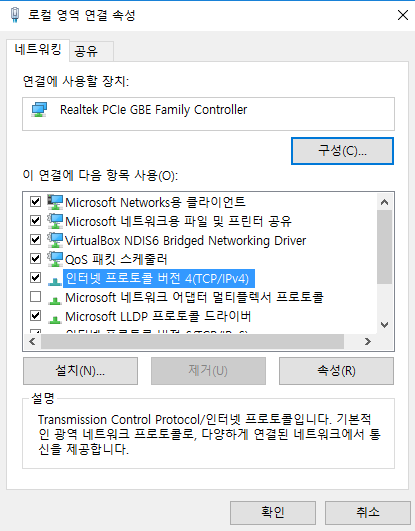 로컬 영역 연결 속성
네트워킹 공유
연결에 사용할 장치:
Realtek PCIe GBE Family Controller
구성(C)...
이 연결에 다음 항목 사용(O):
Microsoft Networks용 클라이언트
Microsoft 네트워크용 파일 및 프린터 공유
VirtualBox NDIS6 Bridged Networking Driver
QoS 패킷 스케줄러
인터넷 프로토콜 버전 4(TCP/IPv4)
Microsoft 네트워크 어댑터 멀티플렉서 프로토콜
Microsoft LLDP 프로토콜 드라이버
설치(N)... 제거(U) 속성(R)
설명
Transmission Control Protocol/인터넷 프로토콜입니다. 기본적
인 광역 네트워크 프로토콜로, 다양하게 연결된 네트워크에서 통
신을 제공합니다.
확인 취소